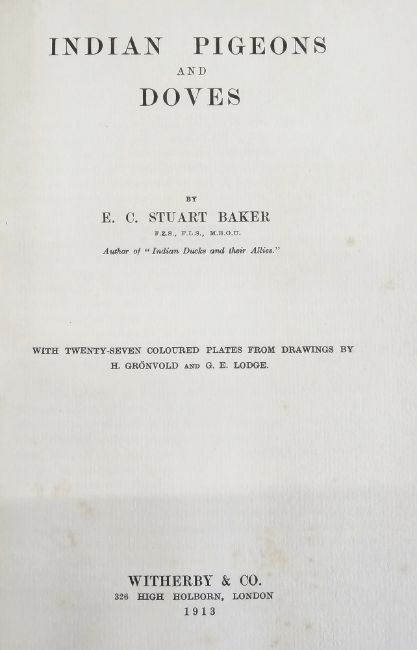 INDIAN PIGEONS
AND
DOVES
BY
E. C. STUART BAKER
F.Z.S., F.L.S., M.B.O.U.
Author of "Indian Ducks and their Allies."
WITH TWENTY-SEVEN COLOURED PLATES FROM DRAWINGS BY
H. GRÖNVOLD AND G. E. LODGE.
WITHERBY & CO.
326 HIGH HOLBORN, LONDON
1913